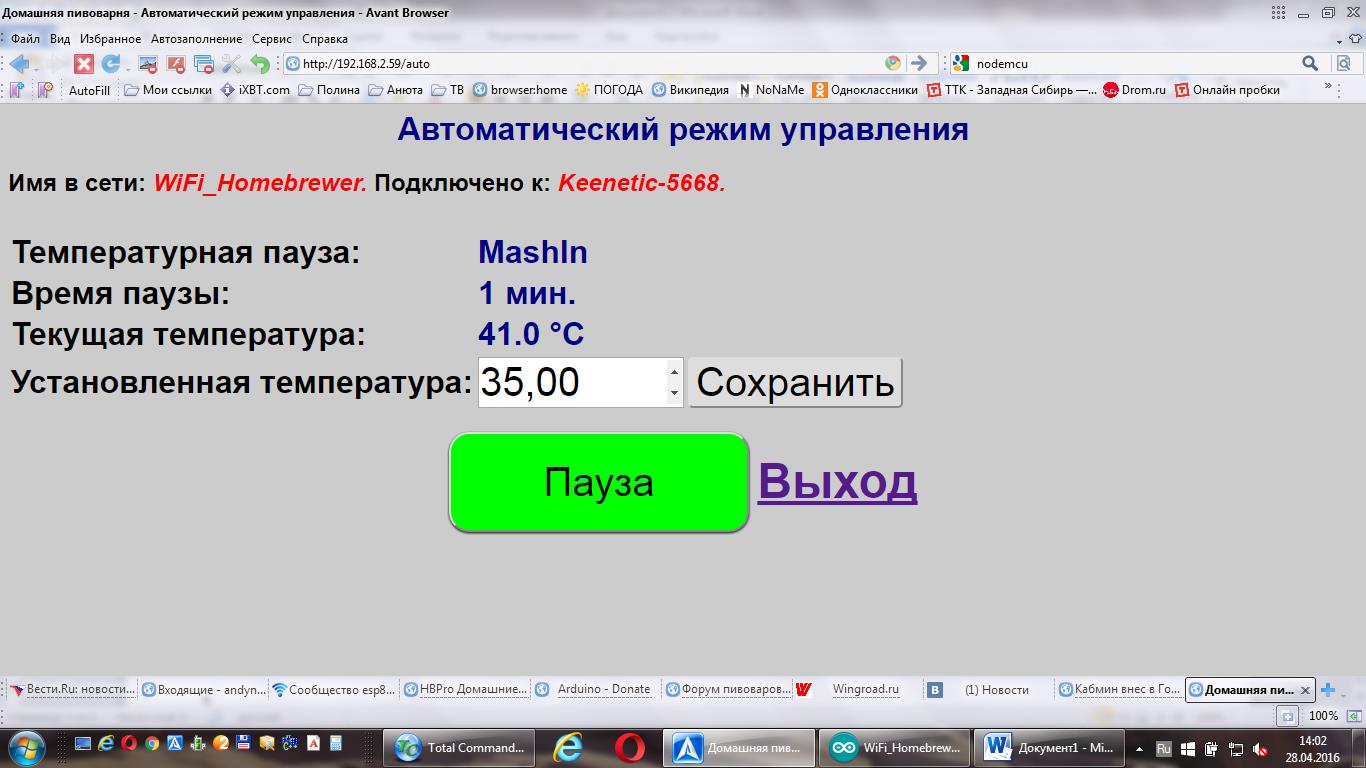 Домашняя пивоварня - Автоматический режим управления - Avant Browser
Файл Вид Избранное Автозаполнение Сервис Справка
http://192.168.2.59/auto nodemcu
AutoFill Мои ссылки iXBT.com Полина Анюта ТВ browser:home ПОГОДА Википедия NoNaMe Одноклассники ТТК - Западная Сибирь —... Drom.ru Онлайн пробки »
Автоматический режим управления
Имя в сети: WiFi_Homebrewer. Подключено к: Keenetic-5668.
Температурная пауза: MashIn
Время паузы: 1 мин.
Текущая температура: 41.0 °C
Установленная температура: 35,00 Сохранить
Пауза Выход
Вести.Ru: новости... Входящие - andyn... Сообщество esp8... HBPro Домашние... Arduino - Donate Форум пивоваров... Wingroad.ru (1) Новости Кабмин внес в Го... Домашняя пи...
100%
Total Command... Домашняя пив... WiFi_Homebrew... Документ1 - Mi... Ru 14:02
28.04.2016